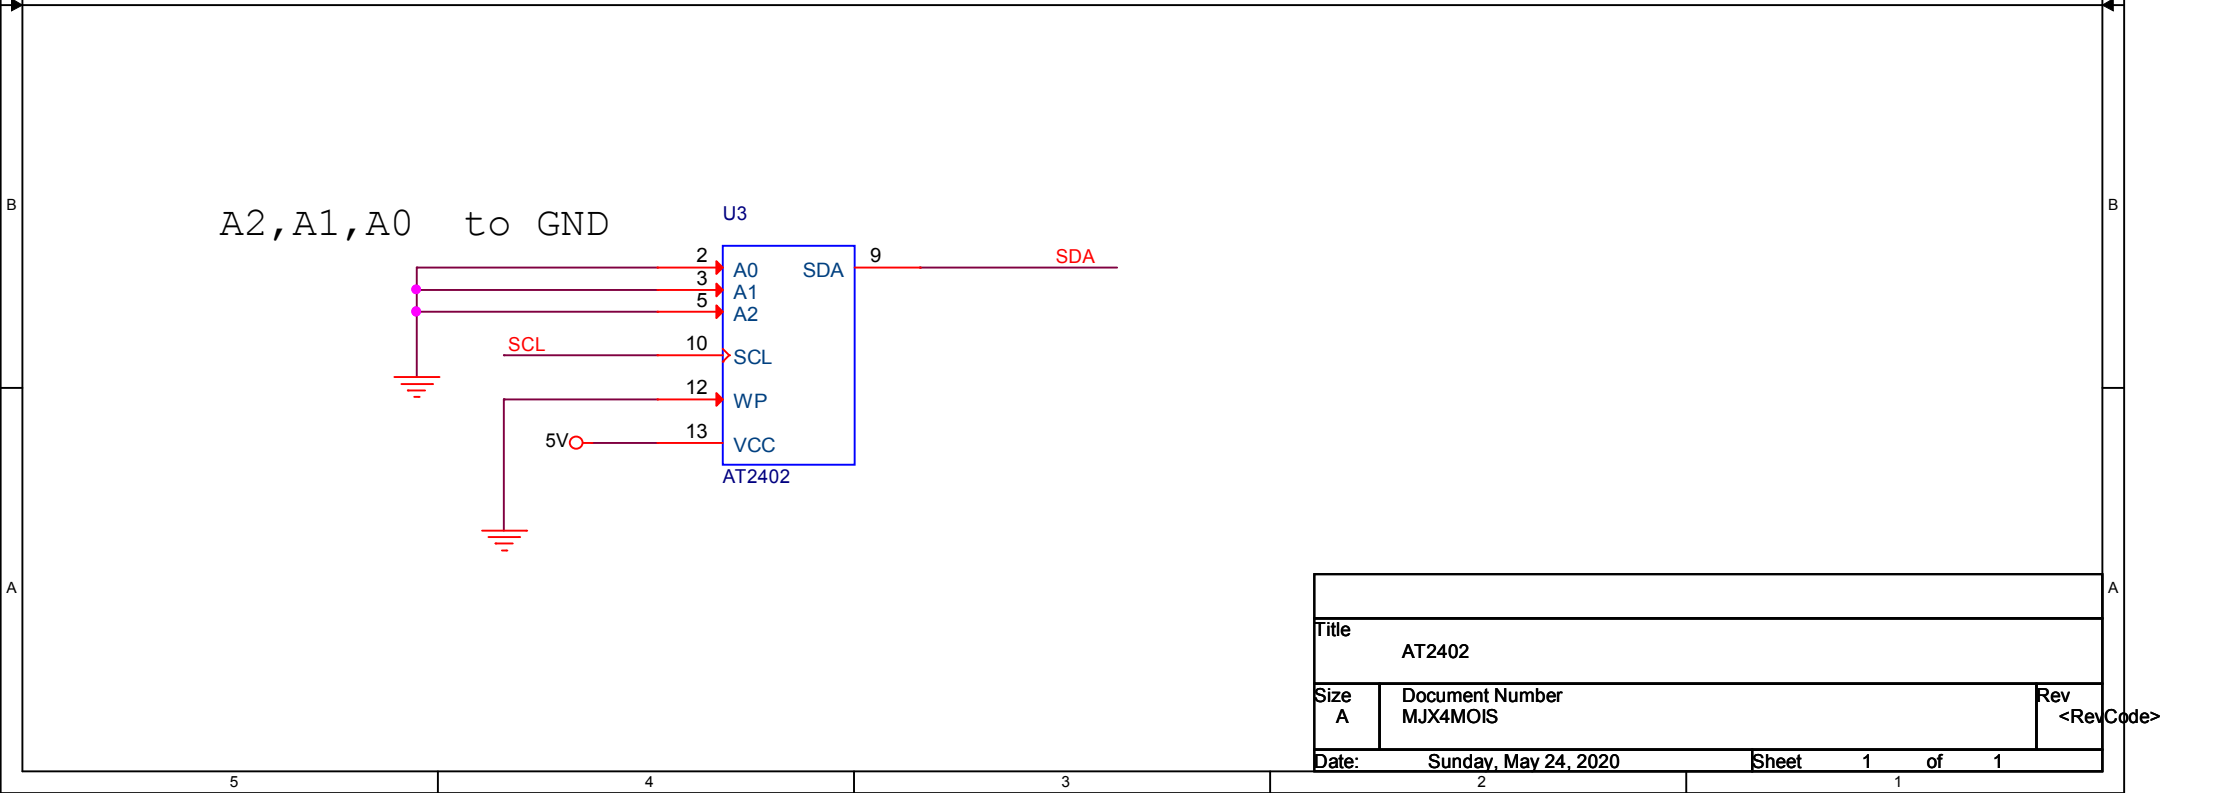 B
B
A2,A1,A0 to GND
U3
2
A0
SDA
9
SDA
3
A1
5
A2
SCL
10
SCL
12
WP
5V
13
VCC
AT2402
A
A
Title
AT2402
Size
A
Document Number
MJX4MOIS
Rev
<RevCode>
Date:
Sunday, May 24, 2020
Sheet 1 of 1
5 4 3 2 1